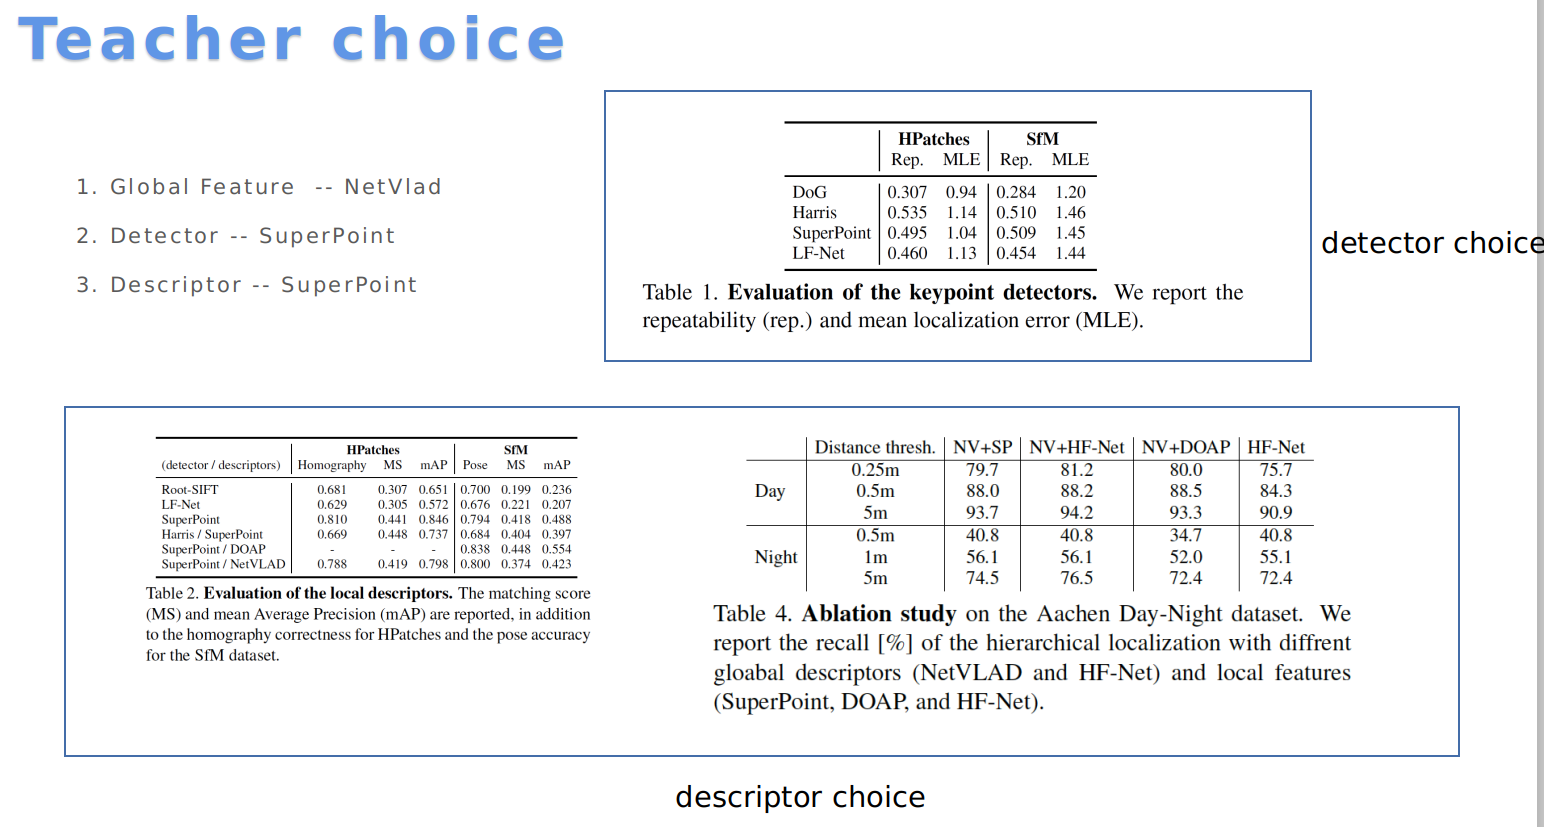 Teacher choice
1. Global Feature -- NetVlad
2. Detector -- SuperPoint
3. Descriptor -- SuperPoint
HPatches SfM
Rep. MLE Rep. MLE
DoG 0.307 0.94 0.284 1.20
Harris 0.535 1.14 0.510 1.46
SuperPoint 0.495 1.04 0.509 1.45
LF-Net 0.460 1.13 0.454 1.44
Table 1. Evaluation of the keypoint detectors. We report the
repeatability (rep.) and mean localization error (MLE).
detector choice
HPatches SfM
(detector / descriptors) Homography MS mAP Pose MS mAP
Root-SIFT 0.681 0.307 0.651 0.700 0.199 0.236
LF-Net 0.629 0.305 0.572 0.676 0.221 0.207
SuperPoint 0.810 0.441 0.846 0.794 0.418 0.488
Harris / SuperPoint 0.669 0.448 0.737 0.684 0.404 0.397
SuperPoint / DOAP - - - 0.838 0.448 0.554
SuperPoint / NetVLAD 0.788 0.419 0.798 0.800 0.374 0.423
Table 2. Evaluation of the local descriptors. The matching score
(MS) and mean Average Precision (mAP) are reported, in addition
to the homography correctness for HPatches and the pose accuracy
for the SfM dataset.
Distance thresh. NV+SP NV+HF-Net NV+DOAP HF-Net
0.25m 79.7 81.2 80.0 75.7
Day 0.5m 88.0 88.2 88.5 84.3
5m 93.7 94.2 93.3 90.9
0.5m 40.8 40.8 34.7 40.8
Night 1m 56.1 56.1 52.0 55.1
5m 74.5 76.5 72.4 72.4
Table 4. Ablation study on the Aachen Day-Night dataset. We
report the recall [%] of the hierarchical localization with diffrent
gloabal descriptors (NetVLAD and HF-Net) and local features
(SuperPoint, DOAP, and HF-Net).
descriptor choice